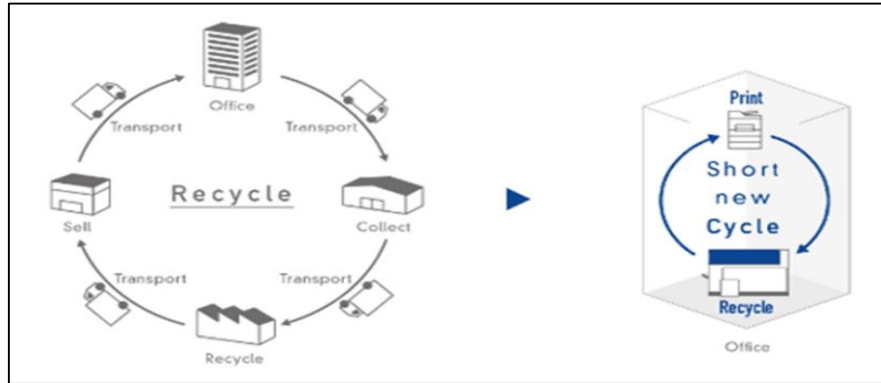 Office
Transport
Transport
Recycle
Sell
Collect
Transport
Transport
Recycle
Print
Short
new
Cycle
Recycle
Office